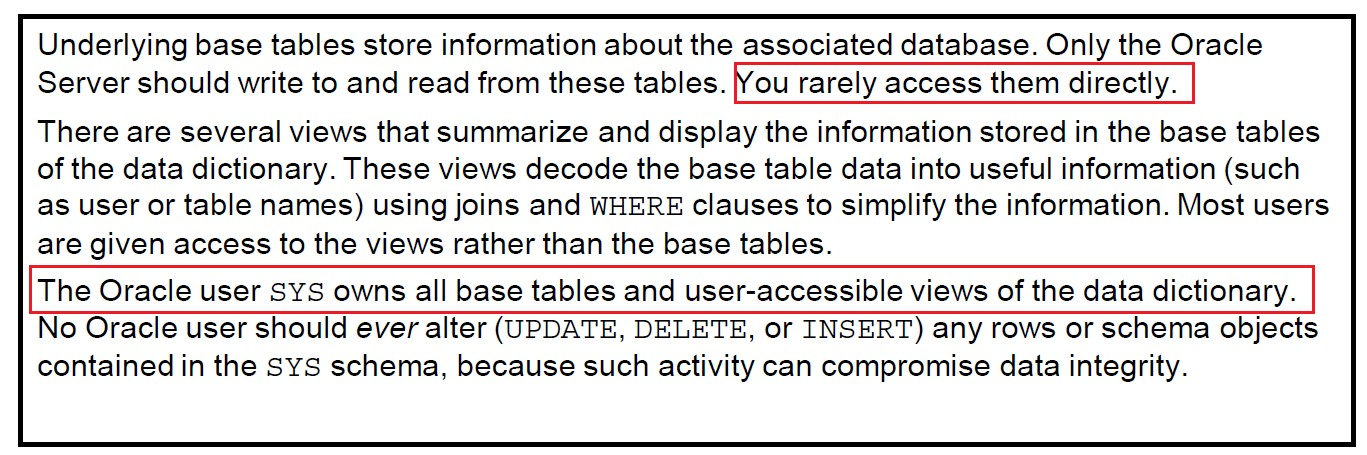 Underlying base tables store information about the associated database. Only the Oracle
Server should write to and read from these tables. You rarely access them directly.
There are several views that summarize and display the information stored in the base tables
of the data dictionary. These views decode the base table data into useful information (such
as user or table names) using joins and WHERE clauses to simplify the information. Most users
are given access to the views rather than the base tables.
The Oracle user SYS owns all base tables and user-accessible views of the data dictionary.
No Oracle user should ever alter (UPDATE, DELETE, or INSERT) any rows or schema objects
contained in the SYS schema, because such activity can compromise data integrity.